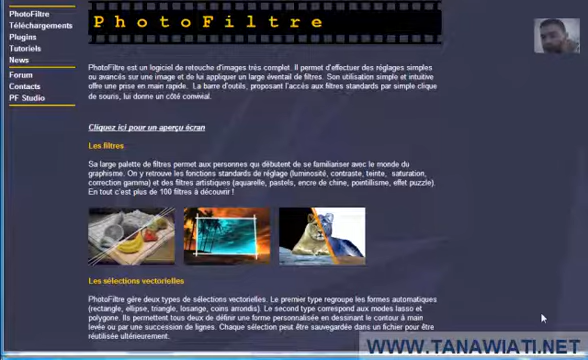 PhotoFiltre
Téléchargements
Plugins
Tutoriels
News
Forum
Contacts
PF Studio
PhotoFiltre
PhotoFiltre est un logiciel de retouche d'images très complet. Il permet d'effectuer des réglages simples
ou avancés sur une image et de lui appliquer un large éventail de filtres. Son utilisation simple et intuitive
offre une prise en main rapide. La barre d'outils, proposant l'accès aux filtres standards par simple clique
de souris, lui donne un côté convivial.
Cliquez ici pour un aperçu écran
Les filtres
Sa large palette de filtres permet aux personnes qui débutent de se familiariser avec le monde du
graphisme. On y retrouve les fonctions standards de réglage (luminosité, contraste, teinte, saturation,
correction gamma) et des filtres artistiques (aquarelle, pastels, encre de chine, pointillisme, effet puzzle).
En tout c'est plus de 100 filtres à découvrir !
Les sélections vectorielles
PhotoFiltre gère deux types de sélections vectorielles. Le premier type regroupe les formes automatiques
(rectangle, ellipse, triangle, losange, coins arrondis). Le second type correspond aux modes lasso et
polygone. Ils permettent tous deux de définir une forme personnalisée en dessinant le contour à main
levée ou par une succession de lignes. Chaque sélection peut être sauvegardée dans un fichier pour être
réutilisée ultérieurement.
WWW.TANAWIATI.NET